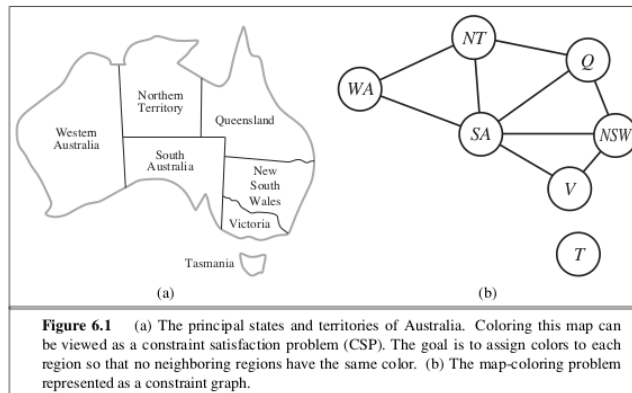 Northern
Territory
Western
Australia
Queensland
South
Australia
New
South
Wales
Victoria
Tasmania
(a)
NT
Q
WA
SA
NSW
V
T
(b)
Figure 6.1 (a) The principal states and territories of Australia. Coloring this map can
be viewed as a constraint satisfaction problem (CSP). The goal is to assign colors to each
region so that no neighboring regions have the same color. (b) The map-coloring problem
represented as a constraint graph.